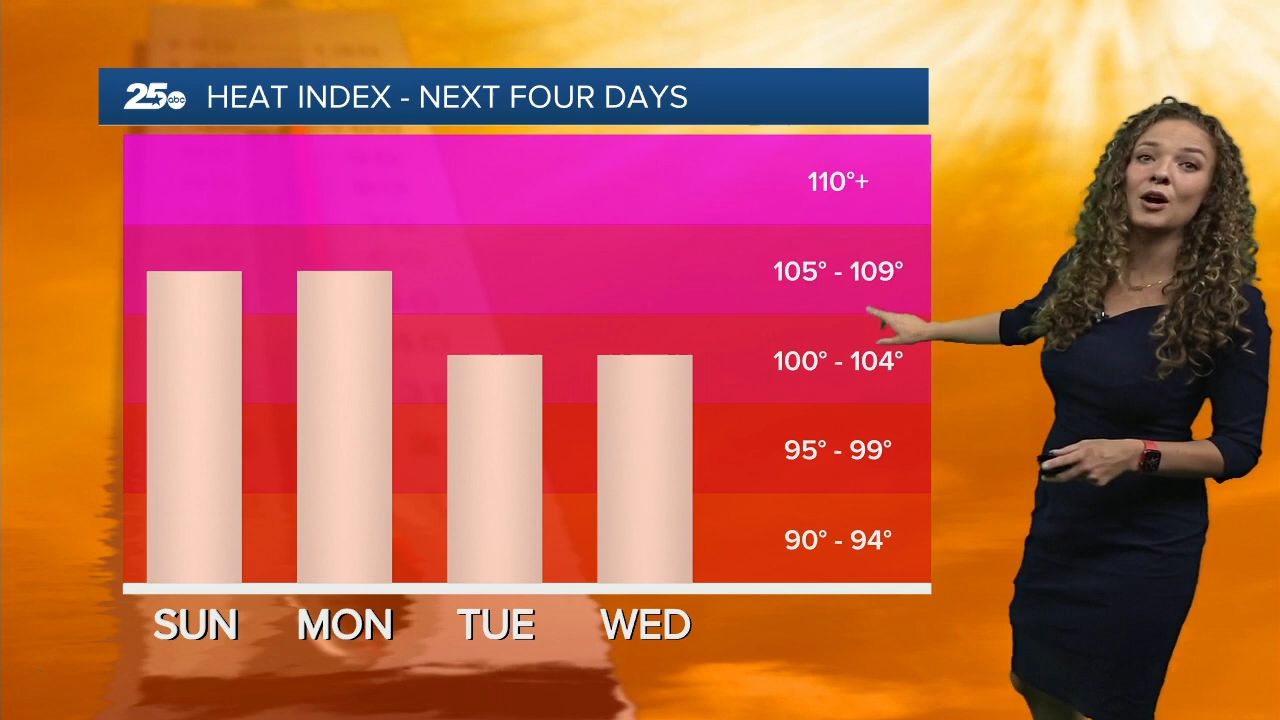 25 abc HEAT INDEX - NEXT FOUR DAYS
110°+
105° - 109°
100° - 104°
95° - 99°
90° - 94°
SUN MON TUE WED